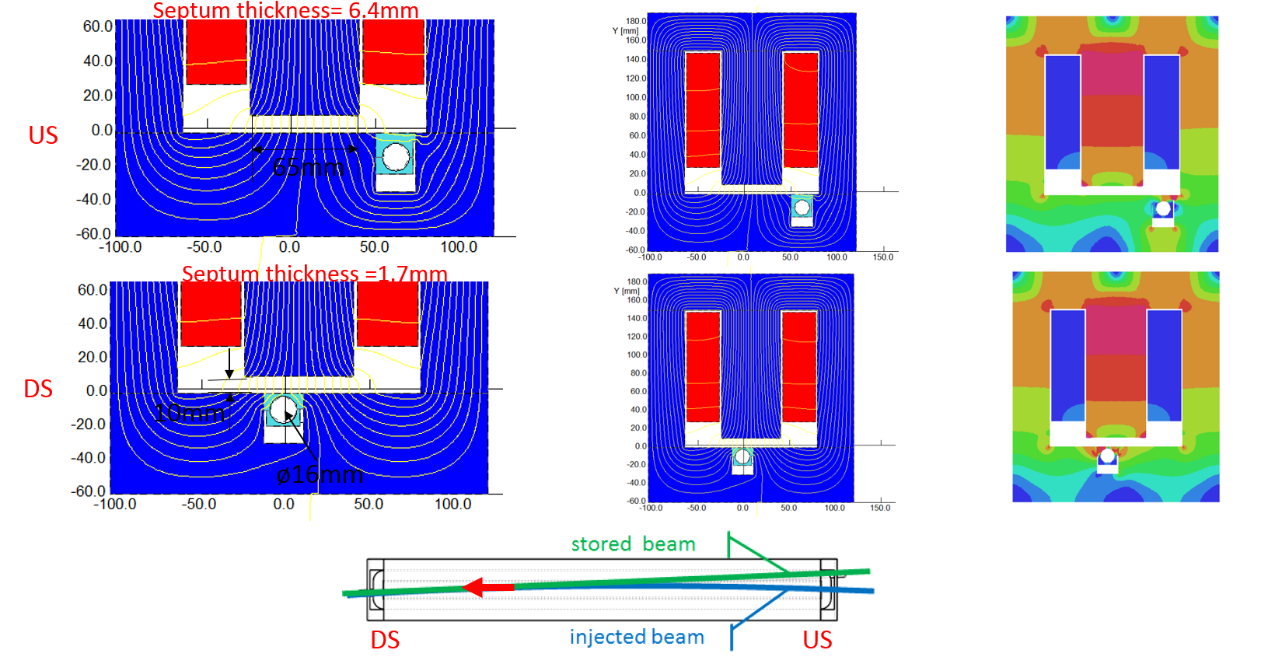 Septum thickness= 6.4mm
60.0
40.0
20.0
0.0
-20.0
-40.0
-60.0
US
65mm
-100.0 -50.0 0.0 50.0 100.0
180.0
Y [mm]
160.0
140.0
120.0
100.0
80.0
60.0
40.0
20.0
0.0
-20.0
-40.0
-60.0
-100.0 -50.0 0.0 50.0 100.0 150.0
Septum thickness =1.7mm
60.0
40.0
20.0
0.0
-20.0
-40.0
-60.0
DS
10mm
ø16mm
-100.0 -50.0 0.0 50.0 100.0
180.0
Y [mm]
160.0
140.0
120.0
100.0
80.0
60.0
40.0
20.0
0.0
-20.0
-40.0
-60.0
-100.0 -50.0 0.0 50.0 100.0 150.0
stored beam
DS
injected beam
US